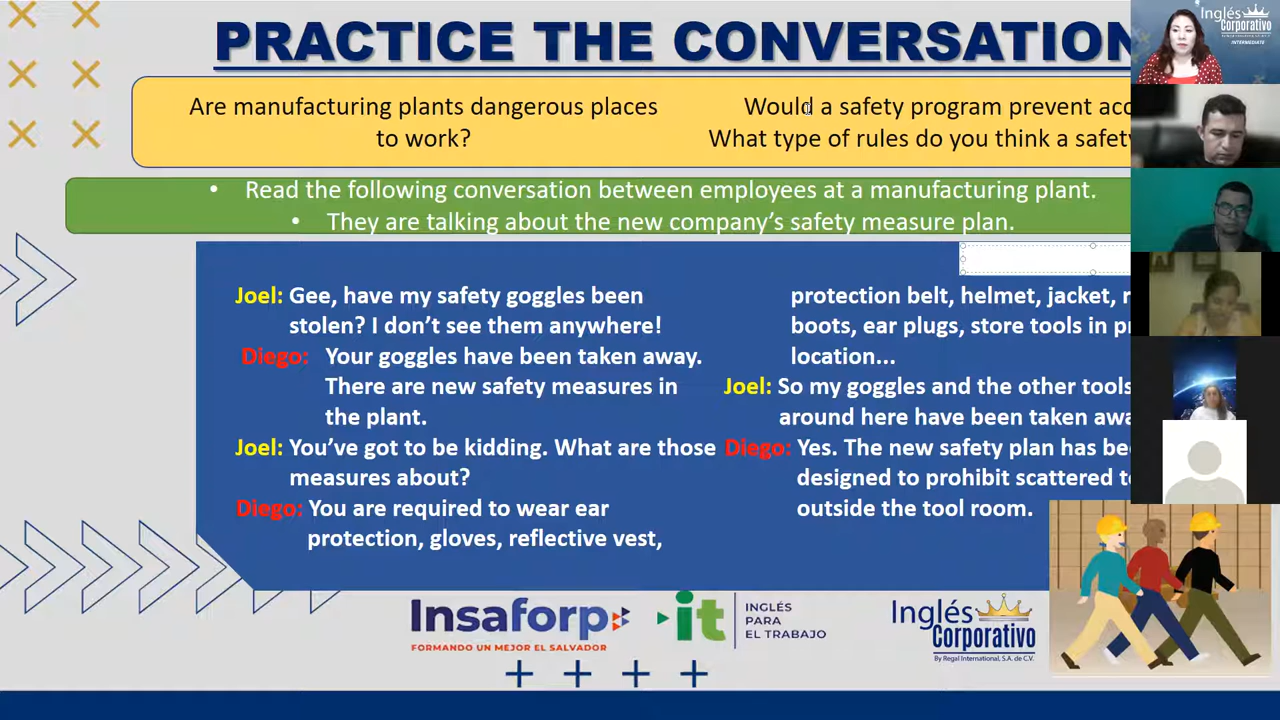 PRACTICE THE CONVERSATION
Inglés
Corporativo
INTERMEDIATE
Are manufacturing plants dangerous places
to work?
Would a safety program prevent
What type of rules do you think a
• Read the following conversation between employees at a manufacturing plant.
• They are talking about the new company's safety measure plan.
Joel: Gee, have my safety goggles been
stolen? I don't see them anywhere!
Diego: Your goggles have been taken away.
There are new safety measures in
the plant.
Joel: You've got to be kidding. What are those
measures about?
Diego: You are required to wear ear
protection, gloves, reflective vest,
protection belt, helmet, jacket,
boots, ear plugs, store tools in
location...
Joel: So my goggles and the other tools
around here have been taken
Diego: Yes. The new safety plan has
designed to prohibit scattered
outside the tool room.
Insaforp
FORMANDO UN MEJOR EL SALVADOR
it
INGLÉS
PARA
EL TRABAJO
Inglés
Corporativo
By Regal International, S.A. de C.V.